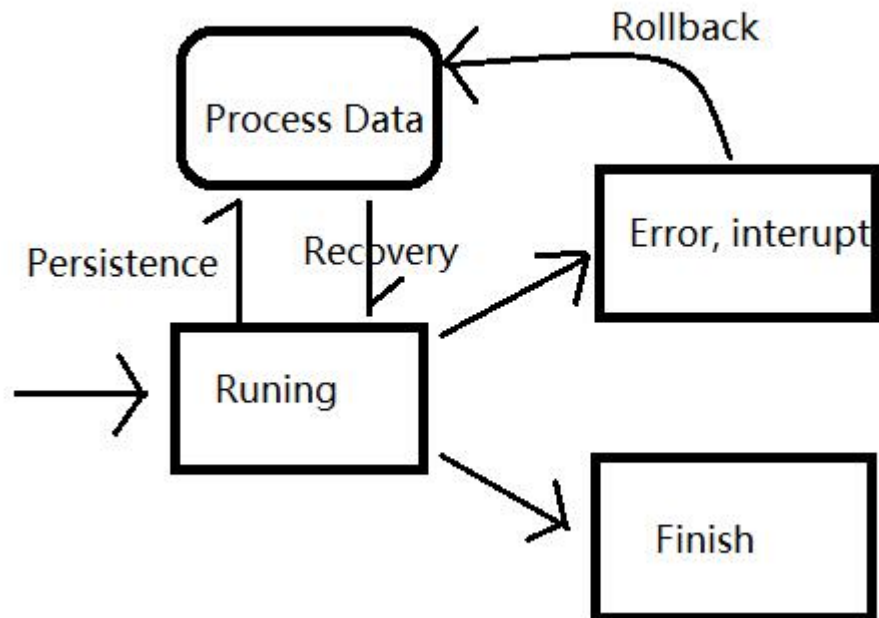 Rollback
Process Data
Error, interupt
Persistence
Recovery
Runing
Finish